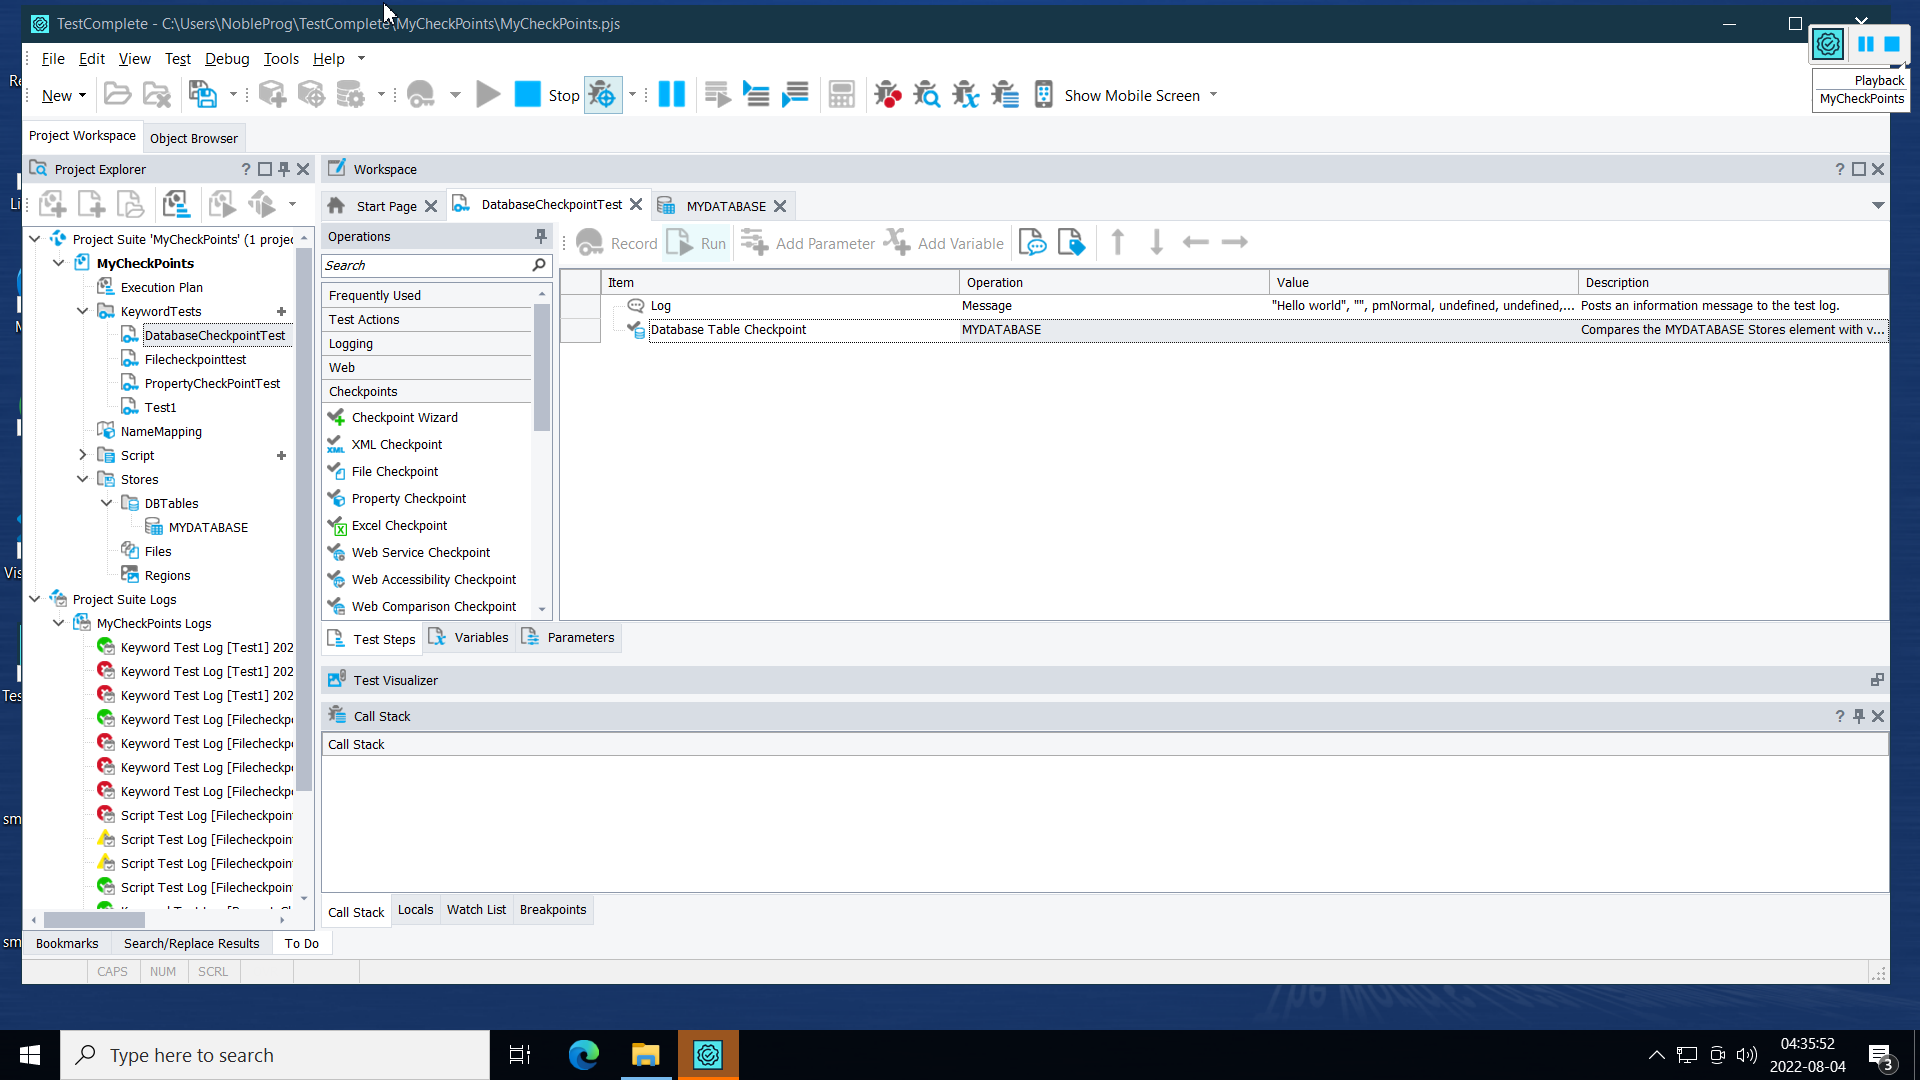 TestComplete - C:\Users\NobleProg\TestComplete\MyCheckPoints\MyCheckPoints.pjs
File Edit View Test Debug Tools Help
New Stop Show Mobile Screen
Playback
MyCheckPoints
Project Workspace Object Browser
Project Explorer
Workspace
Start Page DatabaseCheckpointTest MYDATABASE
Operations
Search
Record Run Add Parameter Add Variable
Frequently Used
Test Actions
Logging
Web
Checkpoints
Checkpoint Wizard
XML Checkpoint
File Checkpoint
Property Checkpoint
Excel Checkpoint
Web Service Checkpoint
Web Accessibility Checkpoint
Web Comparison Checkpoint
Item Operation Value Description
Log Message "Hello world", "", pmNormal, undefined, undefined,... Posts an information message to the test log.
Database Table Checkpoint MYDATABASE Compares the MYDATABASE Stores element with v...
Project Suite 'MyCheckPoints' (1 projec
MyCheckPoints
Execution Plan
KeywordTests
DatabaseCheckpointTest
Filecheckpointtest
PropertyCheckPointTest
Test1
NameMapping
Script
Stores
DBTables
MYDATABASE
Files
Regions
Project Suite Logs
MyCheckPoints Logs
Keyword Test Log [Test1] 202
Keyword Test Log [Test1] 202
Keyword Test Log [Test1] 202
Keyword Test Log [Filecheckp
Keyword Test Log [Filecheckp
Keyword Test Log [Filecheckp
Keyword Test Log [Filecheckp
Script Test Log [Filecheckpoin
Script Test Log [Filecheckpoin
Script Test Log [Filecheckpoin
Script Test Log [Filecheckpoin
Test Steps Variables Parameters
Test Visualizer
Call Stack
Call Stack
Call Stack Locals Watch List Breakpoints
Bookmarks Search/Replace Results To Do
CAPS NUM SCRL
Type here to search
04:35:52
2022-08-04
3